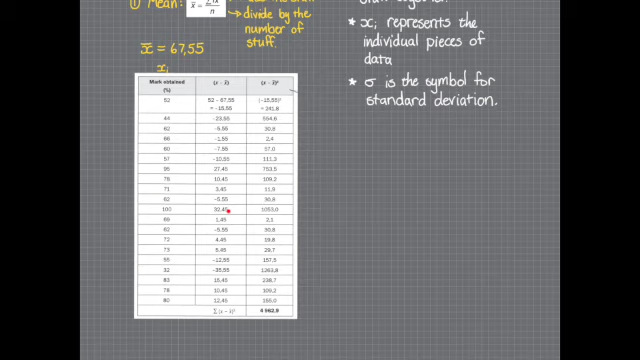 ① Mean:
n
→ divide by the
number of
stuff.
x̄ = 67,55
xᵢ
Mark obtained (x – x̄) (x – x̄)²
(%)
52 52 – 67,55 (–15,55)²
= –15,55 = 241,8
44 –23,55 554,6
62 –5,55 30,8
66 –1,55 2,4
60 –7,55 57,0
57 –10,55 111,3
95 27,45 753,5
78 10,45 109,2
71 3,45 11,9
62 –5,55 30,8
100 32,45 1053,0
69 1,45 2,1
62 –5,55 30,8
72 4,45 19,8
73 5,45 29,7
55 –12,55 157,5
32 –35,55 1263,8
83 15,45 238,7
78 10,45 109,2
80 12,45 155,0
∑ (x – x̄)² 4 962,9
* xᵢ represents the
individual pieces of
data
* σ is the symbol for
standard deviation.